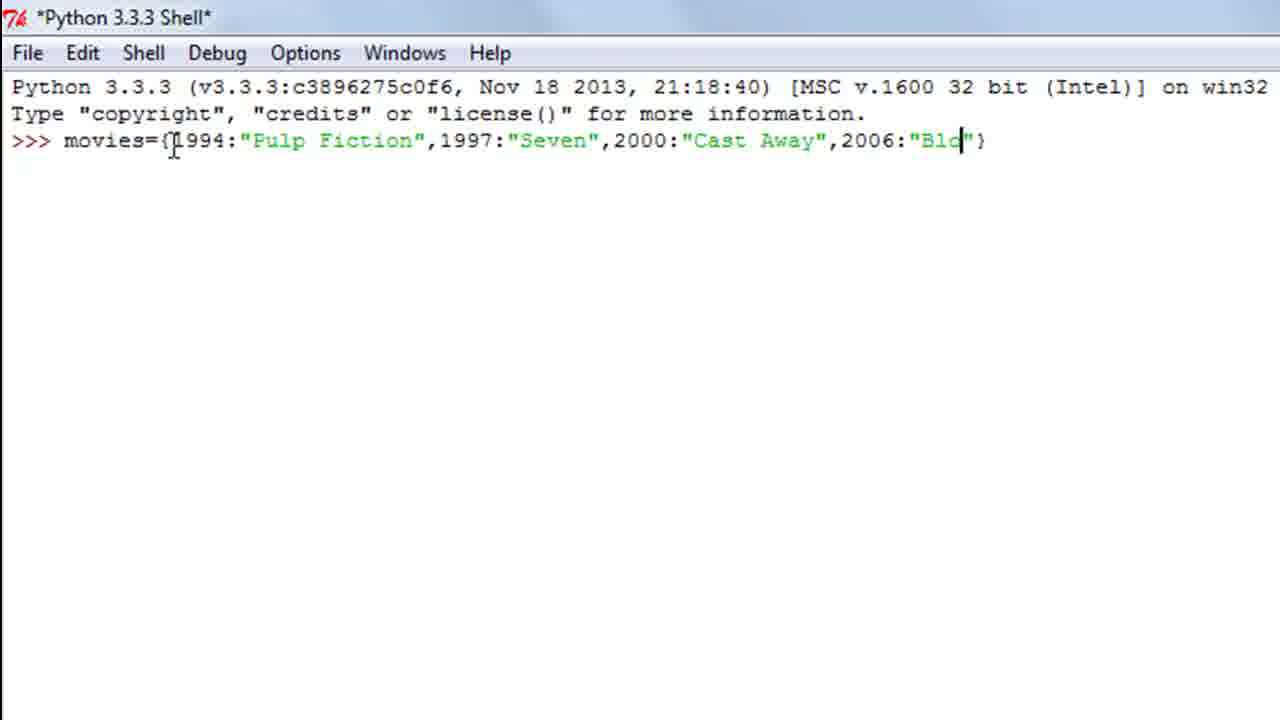 *Python 3.3.3 Shell*
File Edit Shell Debug Options Windows Help
Python 3.3.3 (v3.3.3:c3896275c0f6, Nov 18 2013, 21:18:40) [MSC v.1600 32 bit (Intel)] on win32
Type "copyright", "credits" or "license()" for more information.
>>> movies={1994:"Pulp Fiction",1997:"Seven",2000:"Cast Away",2006:"Blo"}